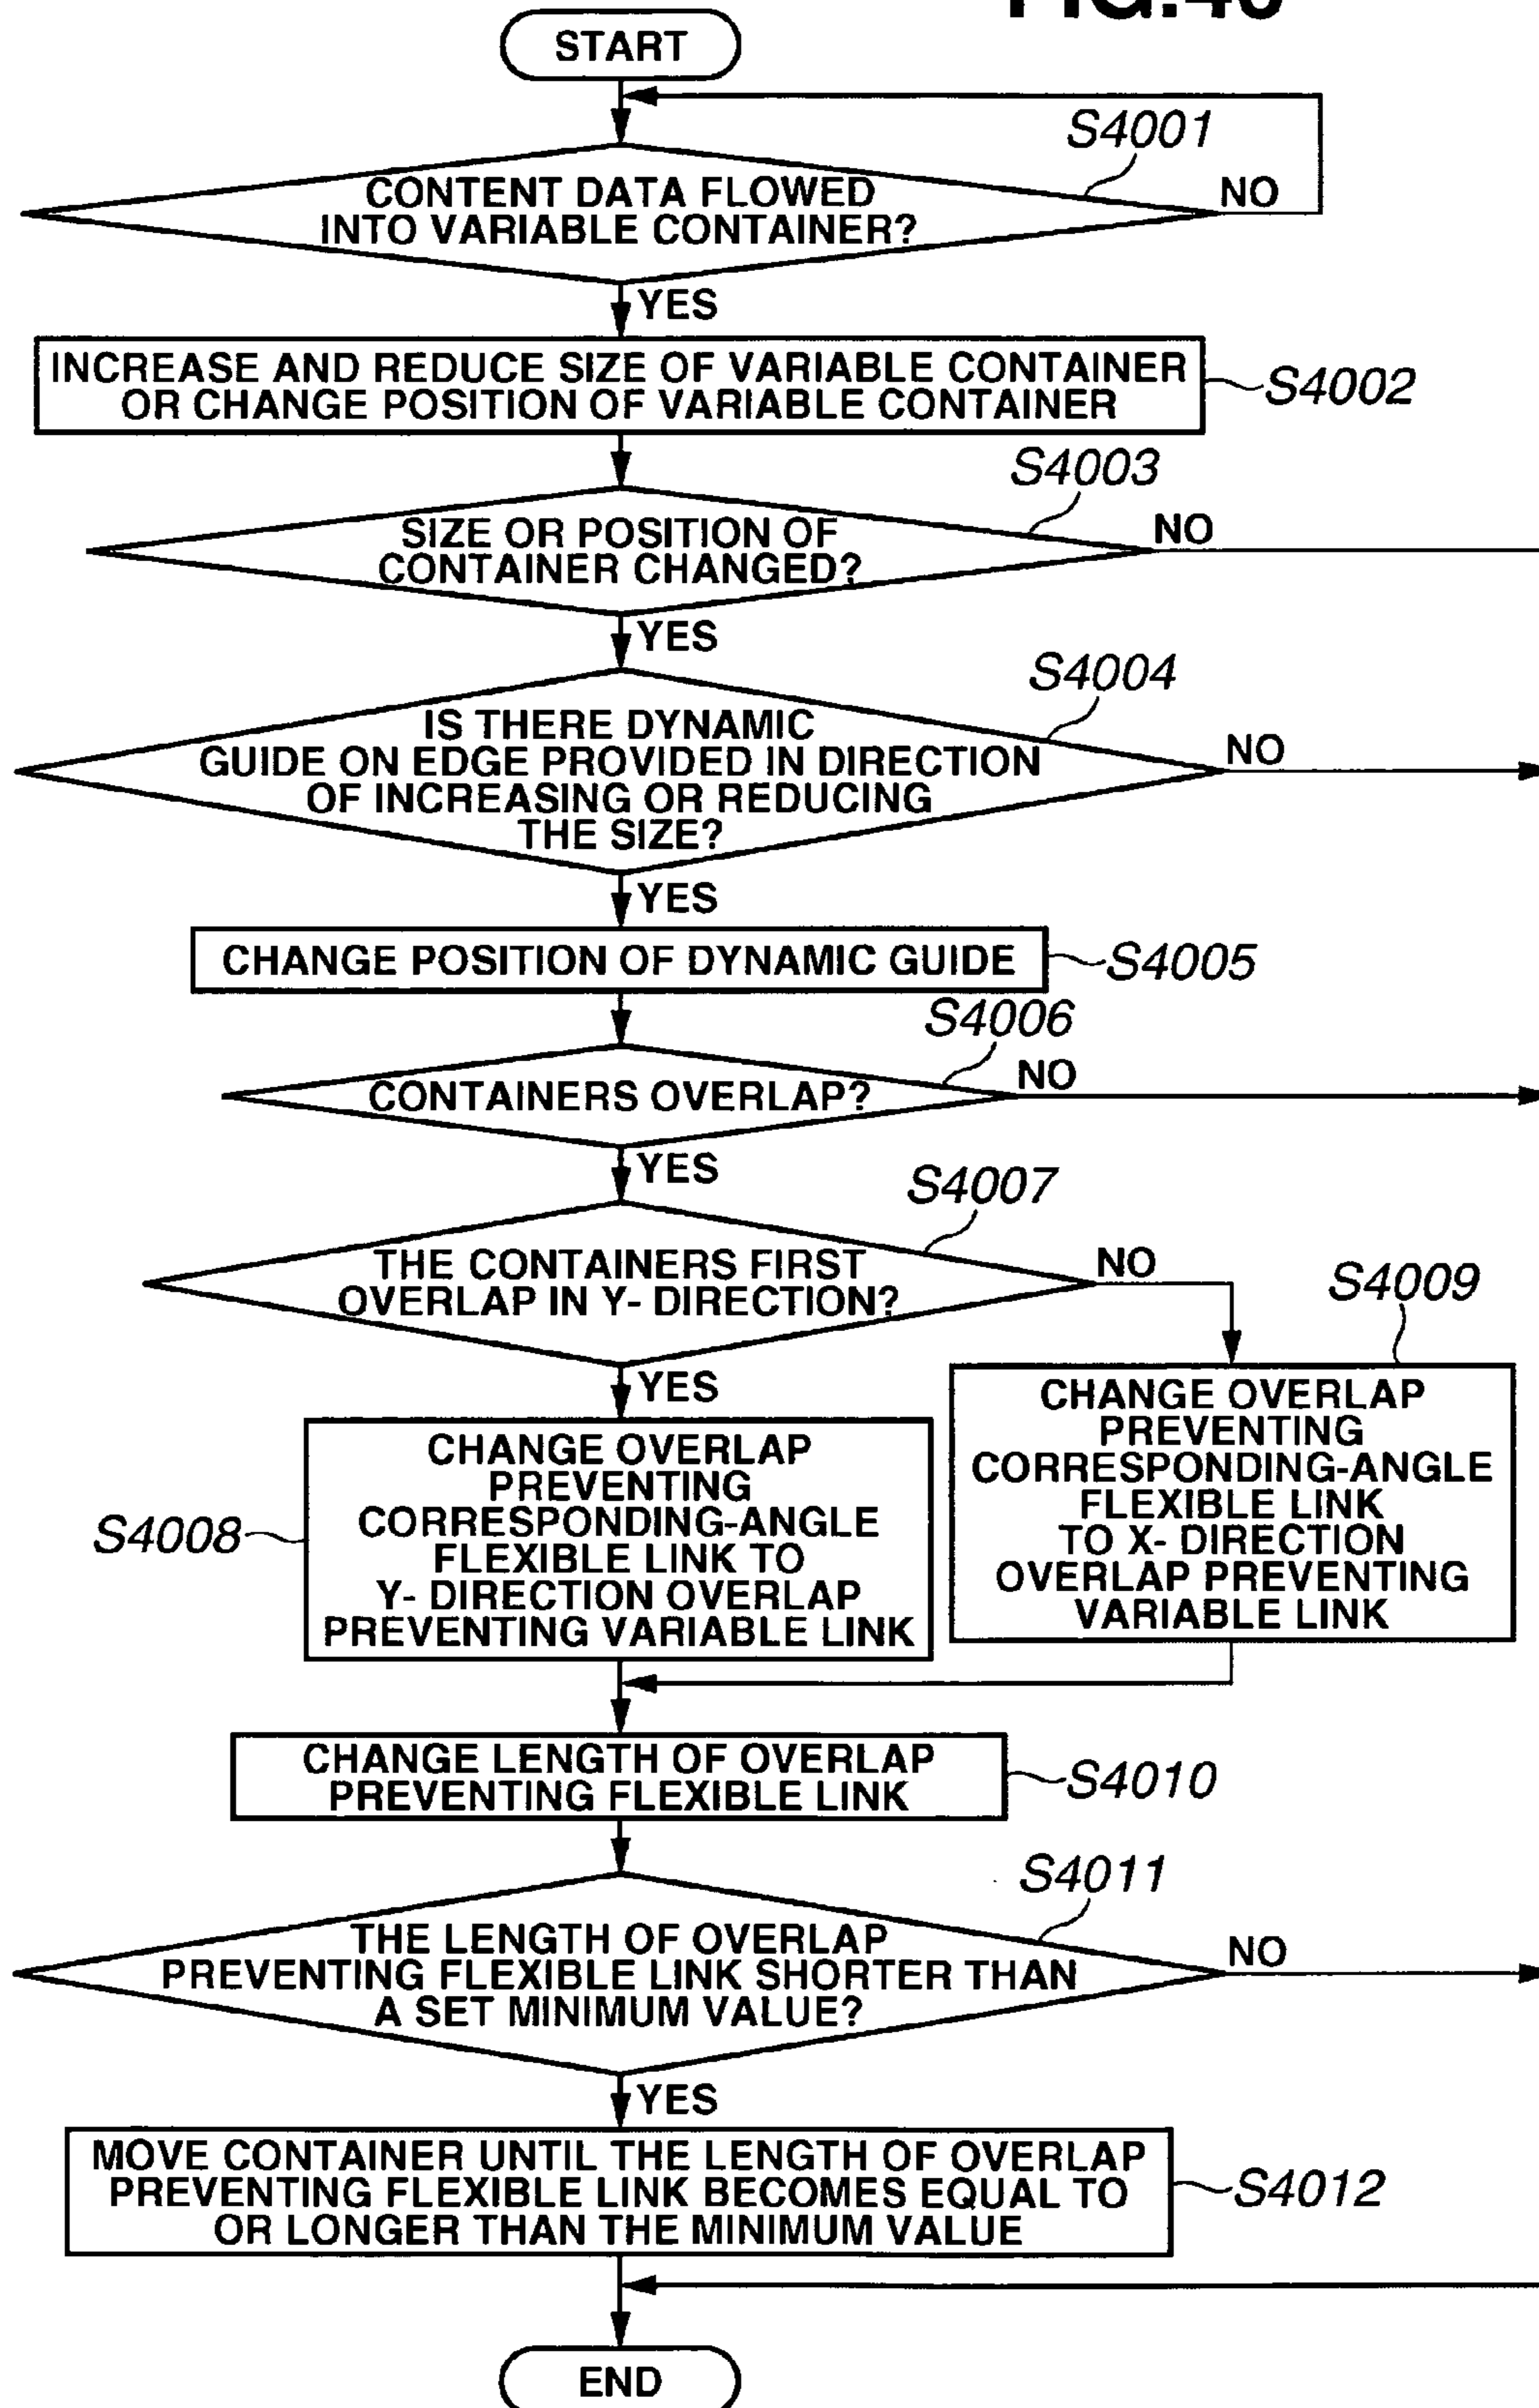 START
S4001
CONTENT DATA FLOWED
INTO VARIABLE CONTAINER?
NO
YES
INCREASE AND REDUCE SIZE OF VARIABLE CONTAINER
OR CHANGE POSITION OF VARIABLE CONTAINER
S4002
S4003
SIZE OR POSITION OF
CONTAINER CHANGED?
NO
YES
S4004
IS THERE DYNAMIC
GUIDE ON EDGE PROVIDED IN DIRECTION
OF INCREASING OR REDUCING
THE SIZE?
NO
YES
CHANGE POSITION OF DYNAMIC GUIDE
S4005
S4006
CONTAINERS OVERLAP?
NO
YES
S4007
THE CONTAINERS FIRST
OVERLAP IN Y- DIRECTION?
NO
YES
S4009
CHANGE OVERLAP
PREVENTING
CORRESPONDING-ANGLE
FLEXIBLE LINK
TO X- DIRECTION
OVERLAP PREVENTING
VARIABLE LINK
S4008
CHANGE OVERLAP
PREVENTING
CORRESPONDING-ANGLE
FLEXIBLE LINK TO
Y- DIRECTION OVERLAP
PREVENTING VARIABLE LINK
CHANGE LENGTH OF OVERLAP
PREVENTING FLEXIBLE LINK
S4010
S4011
THE LENGTH OF OVERLAP
PREVENTING FLEXIBLE LINK SHORTER THAN
A SET MINIMUM VALUE?
NO
YES
MOVE CONTAINER UNTIL THE LENGTH OF OVERLAP
PREVENTING FLEXIBLE LINK BECOMES EQUAL TO
OR LONGER THAN THE MINIMUM VALUE
S4012
END